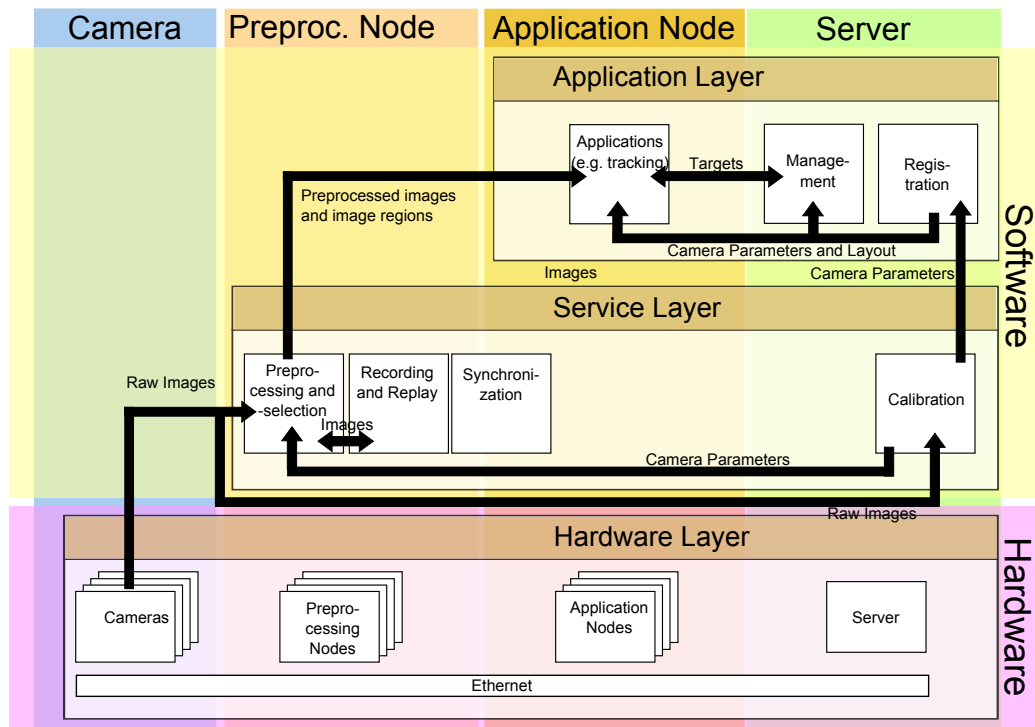 Camera
Preproc. Node
Application Node
Server
Application Layer
Applications
(e.g. tracking)
Targets
Manage-
ment
Regis-
tration
Preprocessed images
and image regions
Camera Parameters and Layout
Images
Camera Parameters
Software
Service Layer
Prepro-
cessing and
-selection
Recording
and Replay
Synchroni-
zation
Raw Images
Images
Calibration
Camera Parameters
Raw Images
Hardware Layer
Hardware
Cameras
Prepro-
cessing
Nodes
Application
Nodes
Server
Ethernet